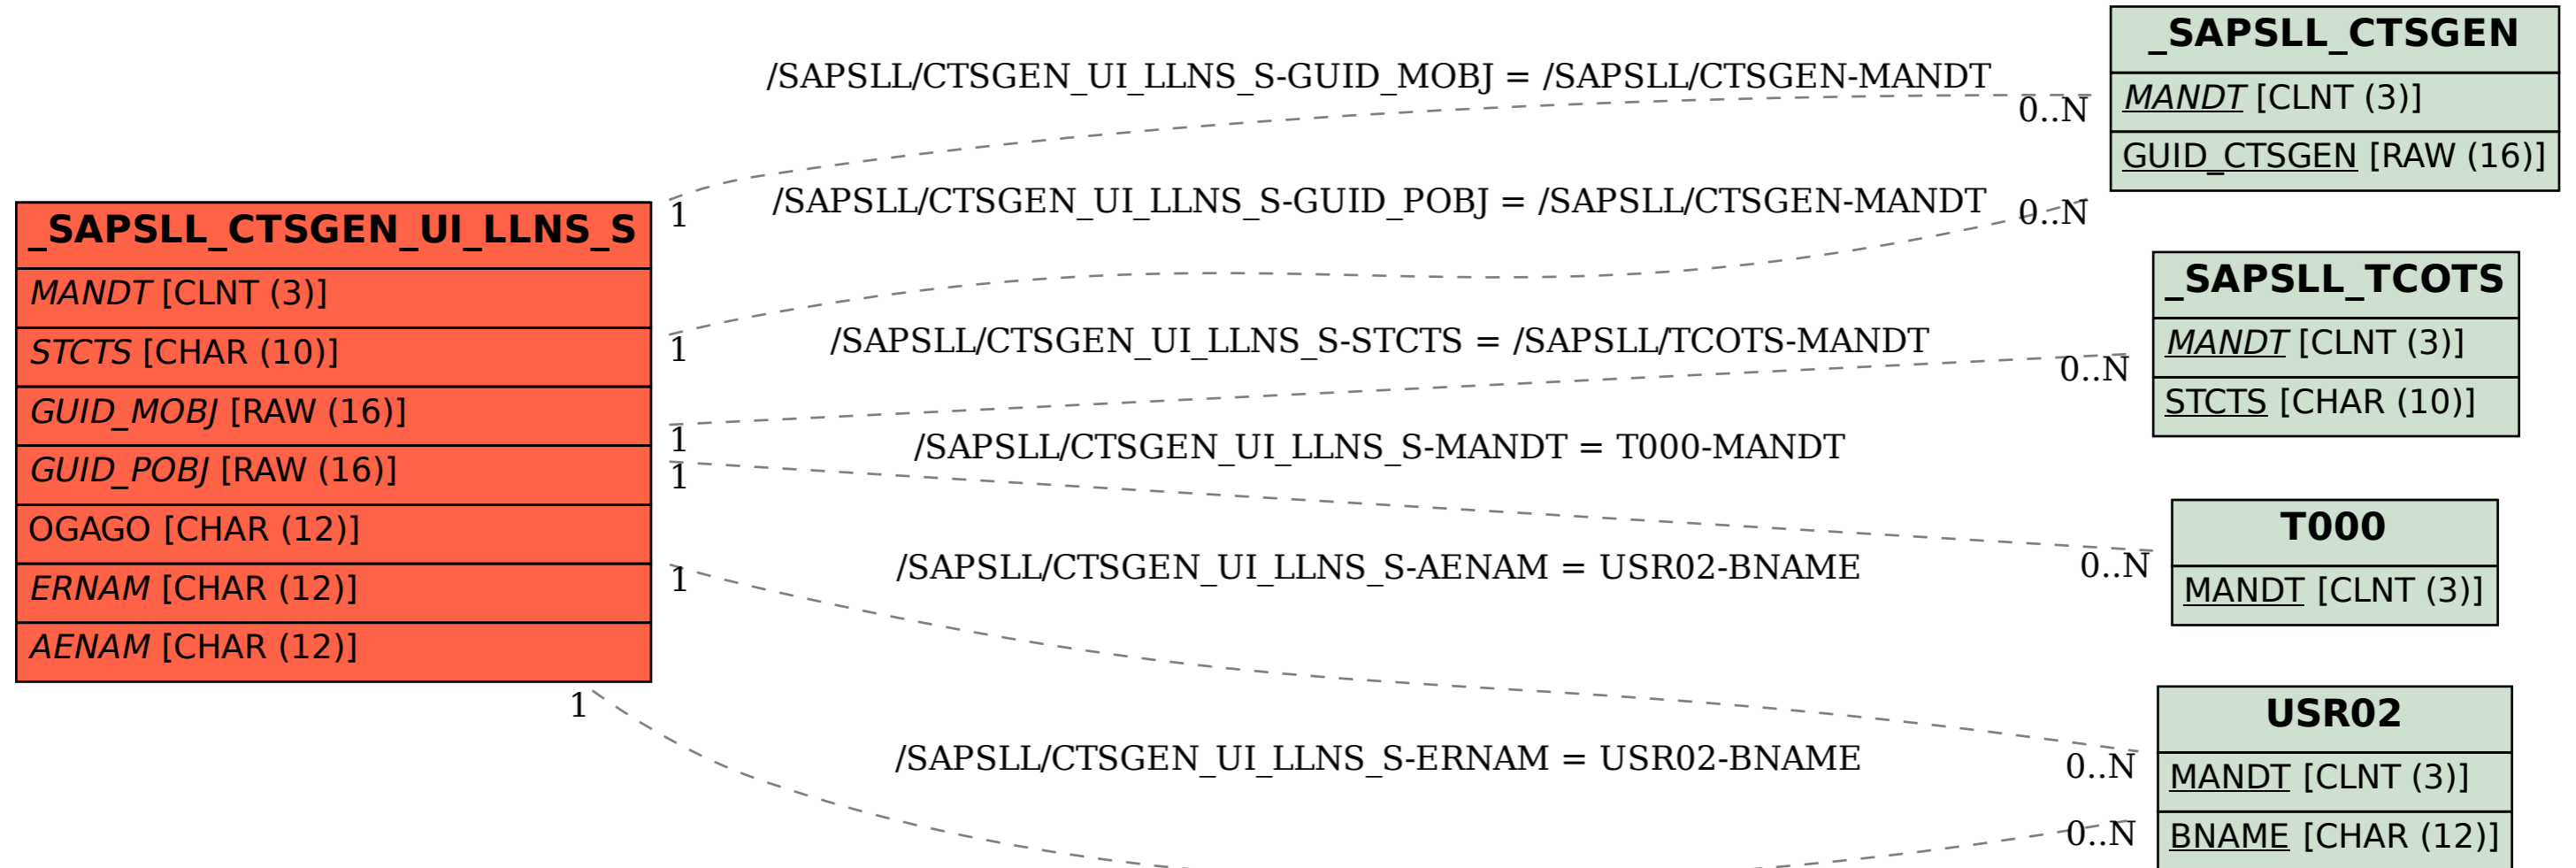 _SAPSLL_CTSGEN_UI_LLNS_S
MANDT [CLNT (3)]
STCTS [CHAR (10)]
GUID_MOBJ [RAW (16)]
GUID_POBJ [RAW (16)]
OGAGO [CHAR (12)]
ERNAM [CHAR (12)]
AENAM [CHAR (12)]
/SAPSLL/CTSGEN_UI_LLNS_S-GUID_MOBJ = /SAPSLL/CTSGEN-MANDT
0..N
1
/SAPSLL/CTSGEN_UI_LLNS_S-GUID_POBJ = /SAPSLL/CTSGEN-MANDT
0..N
1
/SAPSLL/CTSGEN_UI_LLNS_S-STCTS = /SAPSLL/TCOTS-MANDT
0..N
1
/SAPSLL/CTSGEN_UI_LLNS_S-MANDT = T000-MANDT
1
0..N
/SAPSLL/CTSGEN_UI_LLNS_S-AENAM = USR02-BNAME
1
0..N
/SAPSLL/CTSGEN_UI_LLNS_S-ERNAM = USR02-BNAME
1
0..N
_SAPSLL_CTSGEN
MANDT [CLNT (3)]
GUID_CTSGEN [RAW (16)]
_SAPSLL_TCOTS
MANDT [CLNT (3)]
STCTS [CHAR (10)]
T000
MANDT [CLNT (3)]
USR02
MANDT [CLNT (3)]
BNAME [CHAR (12)]